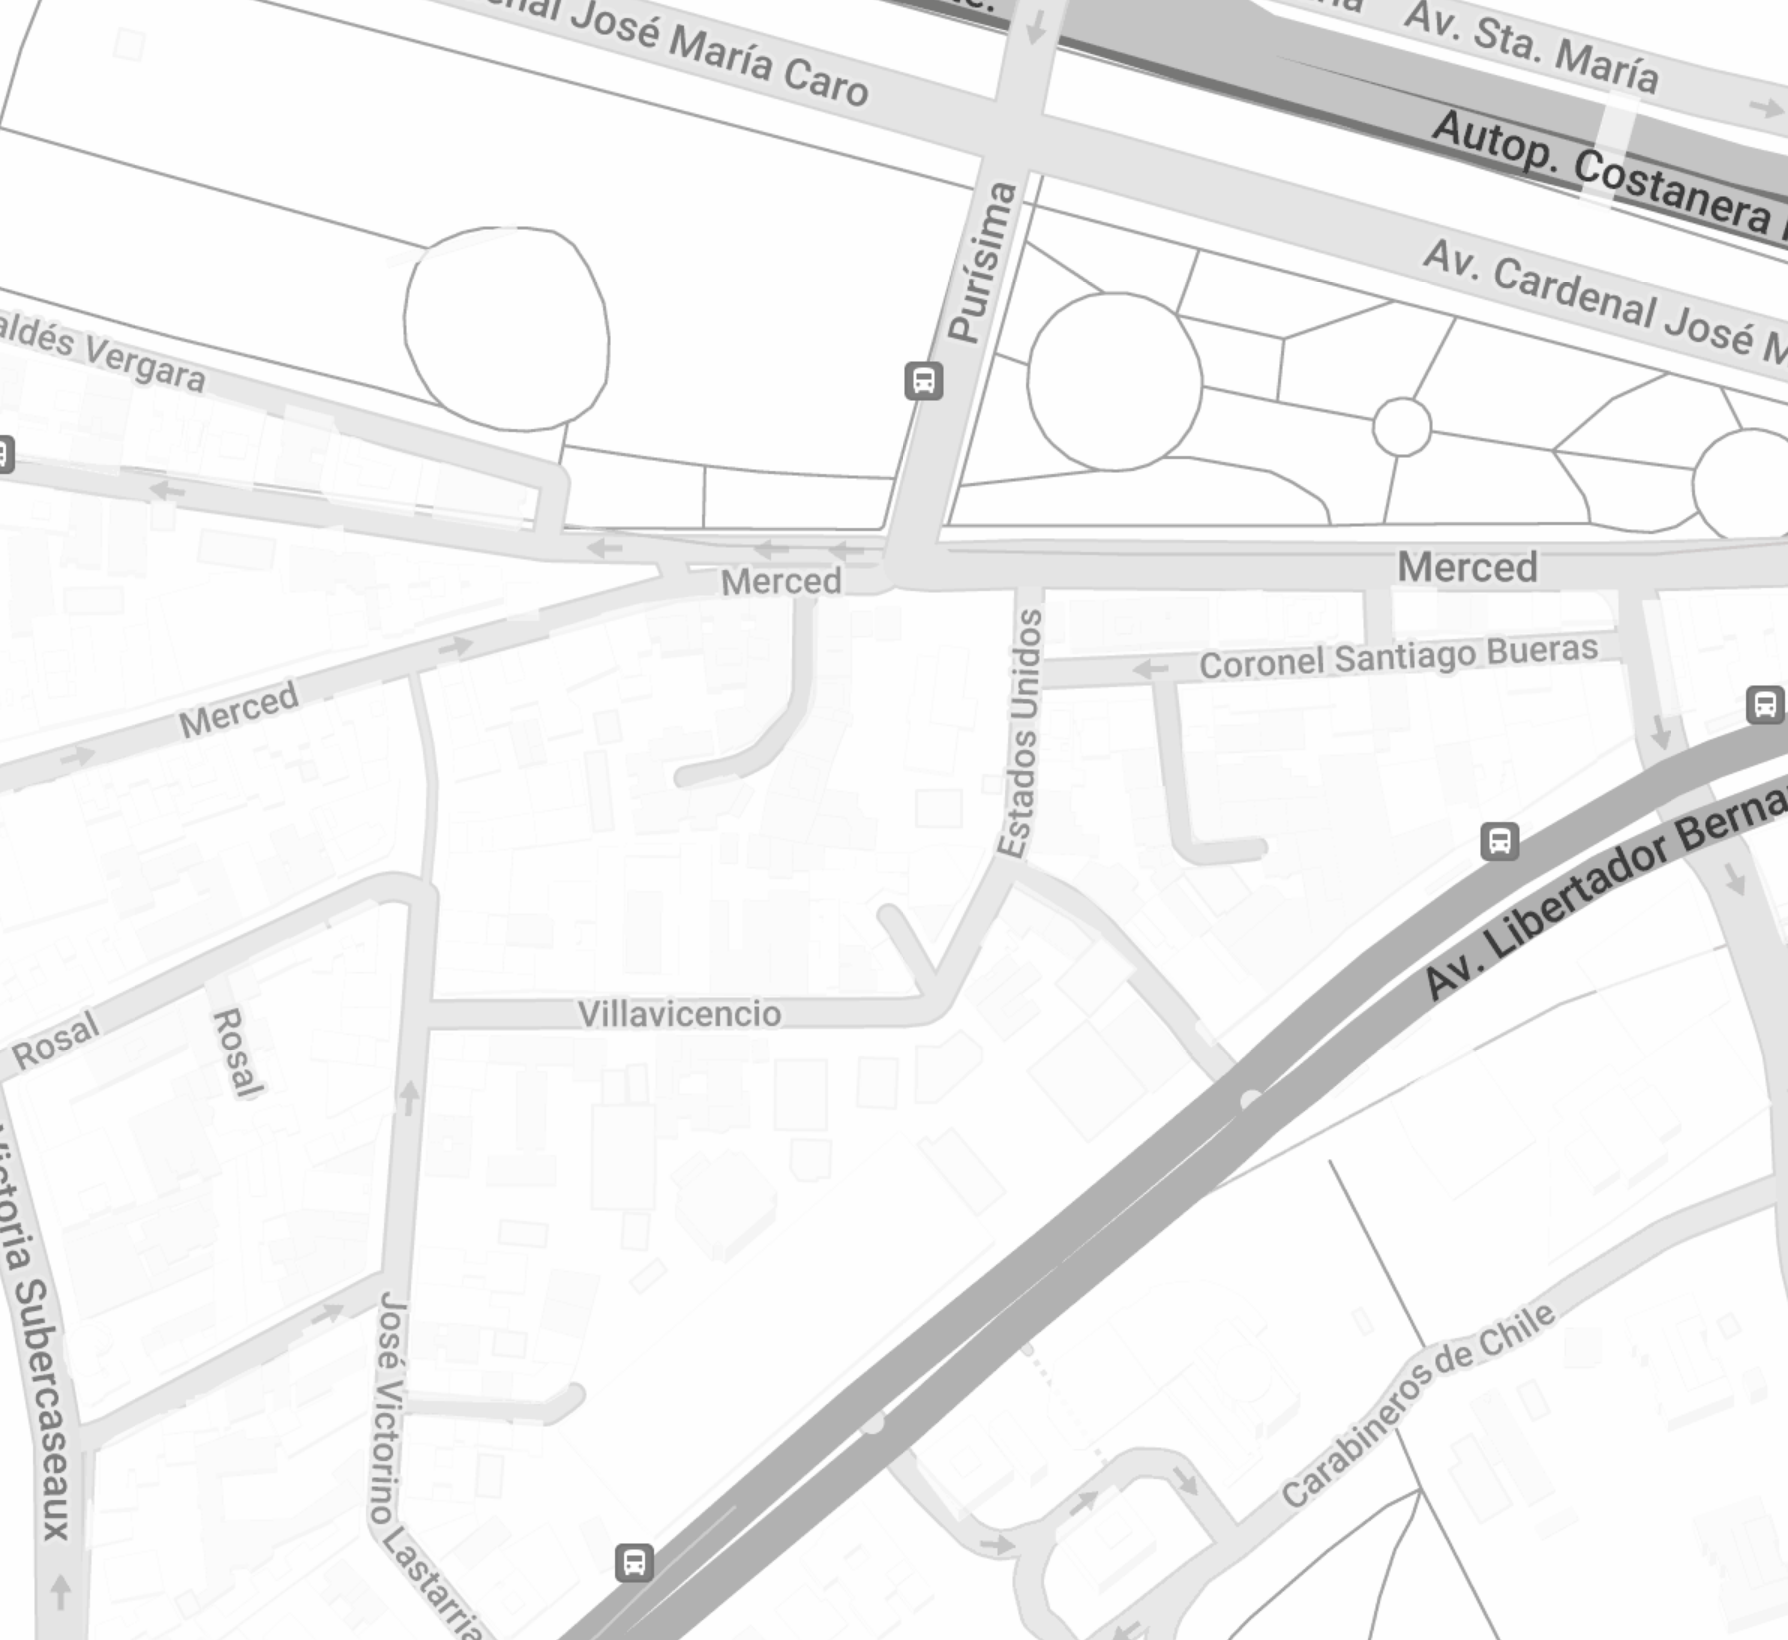 Av. Sta. María
José María Caro
Autop. Costanera
Purísima
Av. Cardenal José M
Vergara
Merced
Merced
Estados Unidos
Coronel Santiago Bueras
Merced
Av. Libertador Berna
Villavicencio
Rosal
Rosal
Victoria Subercaseaux
José Victorino Lastarria
Carabineros de Chile